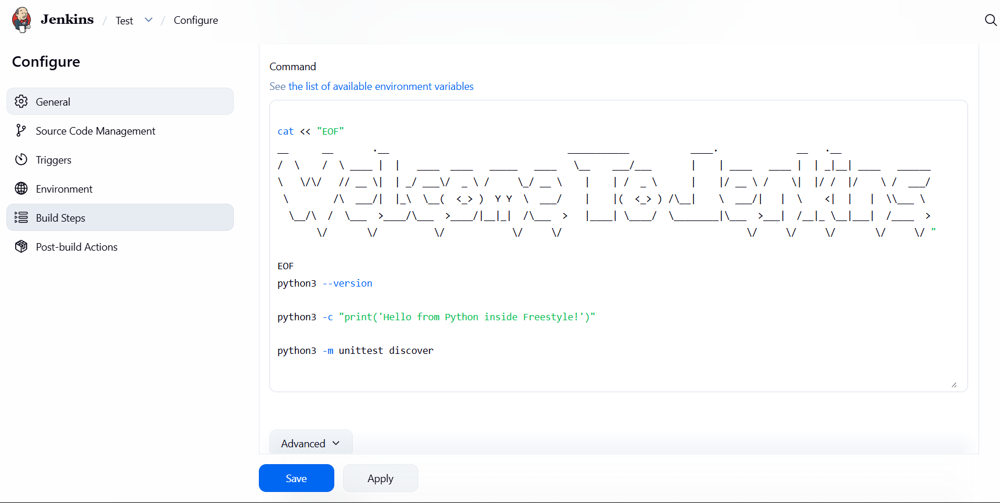 Jenkins / Test / Configure
Configure
General
Source Code Management
Triggers
Environment
Build Steps
Post-build Actions
Command
See the list of available environment variables
cat << "EOF"
__      __       .__                                ___________           ____.              __   .__
/  \    /  \ ____ |  |   ____  ____   _____   ____   \__    ___/___       |    | ____   ____ |  | _|__| ____   ______
\   \/\/   // __ \|  | _/ ___\/  _ \ /     \_/ __ \    |    | /  _ \      |    |/ __ \ /    \|  |/ /  |/    \ /  ___/
 \        /\  ___/|  |_\  \__(  <_> )  Y Y  \  ___/    |    |(  <_> ) /\__|    \  ___/|   |  \    <|  |   |  \\___ \
  \__/\  /  \___  >____/\___  >____/|__|_|  /\___  >   |____| \____/  \________|\___  >___|  /__|_ \__|___|  /____  >
       \/       \/          \/            \/     \/                                 \/     \/     \/       \/     \/ "
EOF
python3 --version
python3 -c "print('Hello from Python inside Freestyle!')"
python3 -m unittest discover
Advanced
Save
Apply